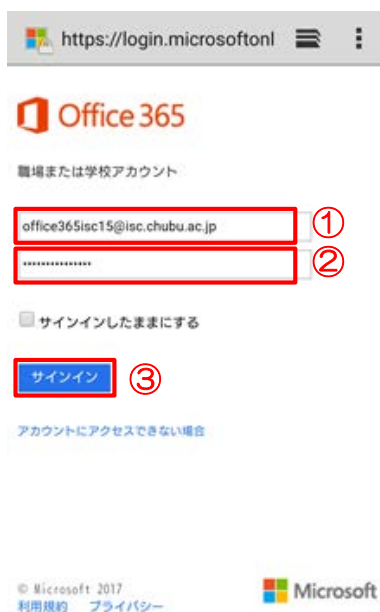 https://login.microsoftonl
Office 365
職場または学校アカウント
office365isc15@isc.chubu.ac.jp
①
•••••••••••••••
②
サインインしたままにする
サインイン
③
アカウントにアクセスできない場合
© Microsoft 2017
利用規約 プライバシー
Microsoft